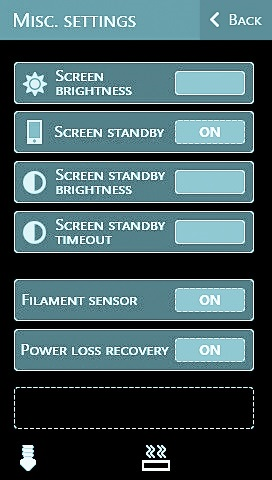 Misc. settings
Back
Screen
brightness
Screen standby
ON
Screen standby
brightness
Screen standby
timeout
Filament sensor
ON
Power loss recovery
ON